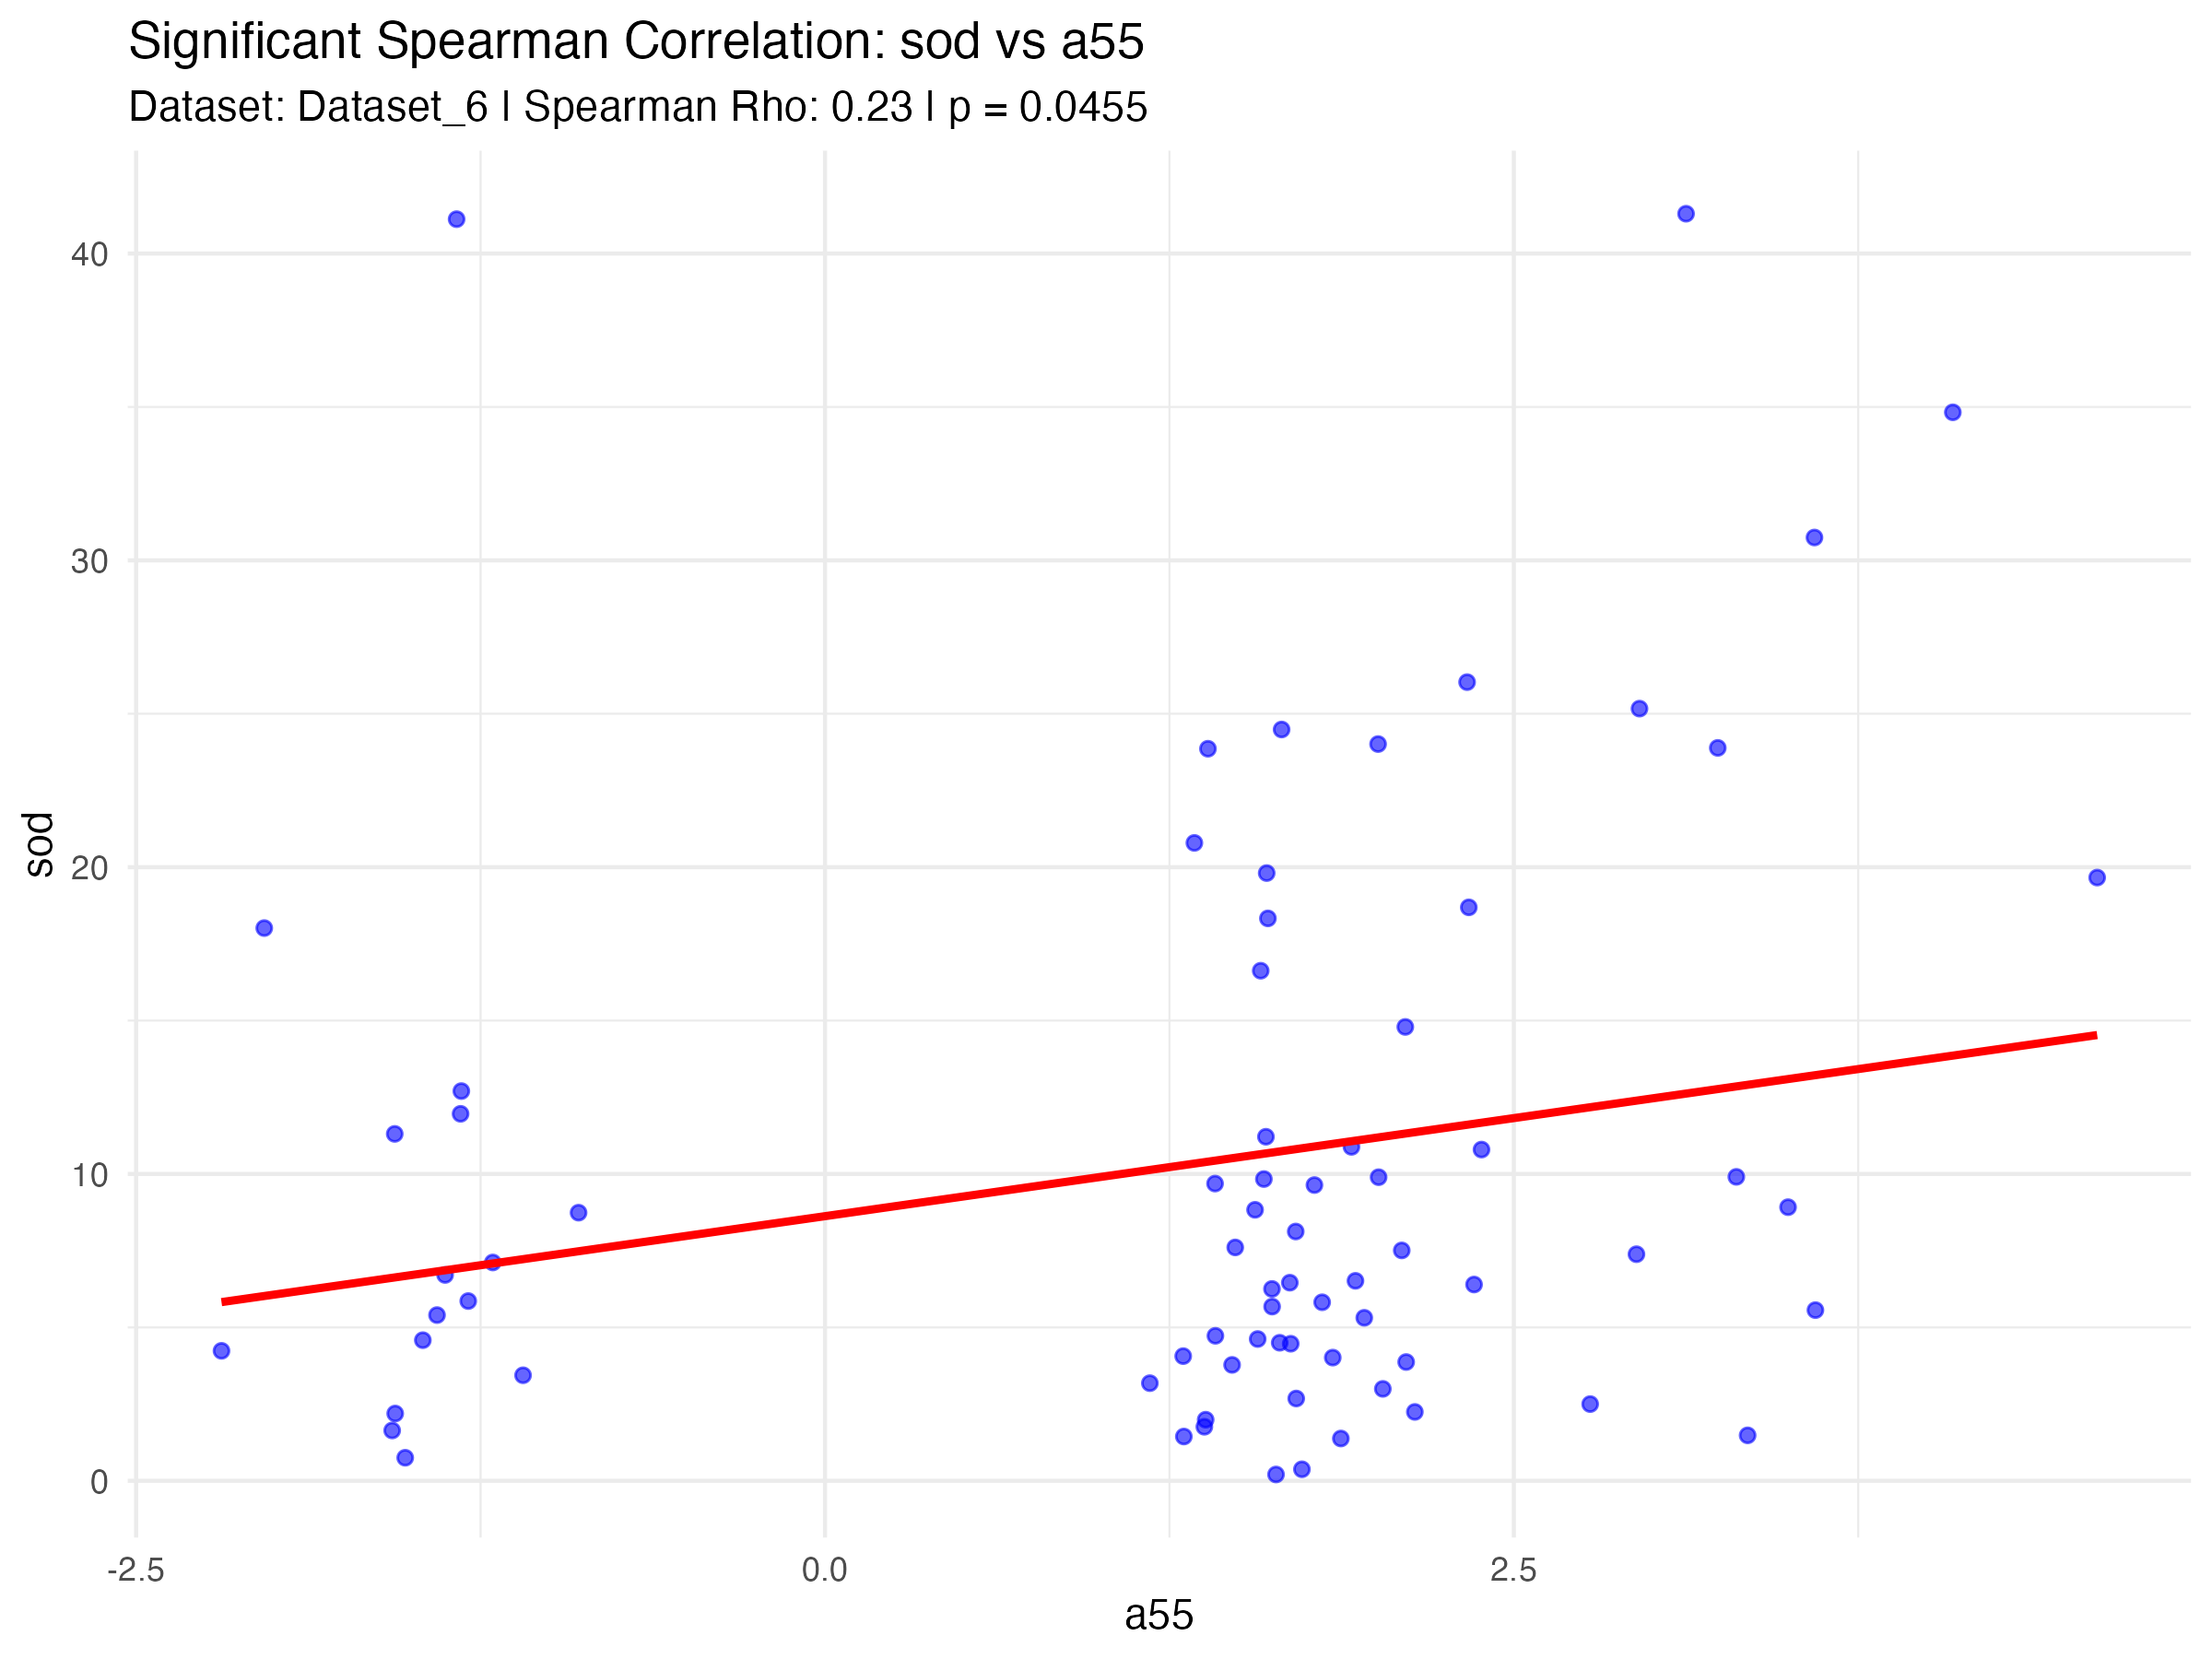 Significant Spearman Correlation: sod vs a55
Dataset: Dataset_6 | Spearman Rho: 0.23 | p = 0.0455
40
30
20
10
0
sod
-2.5 0.0 2.5
a55